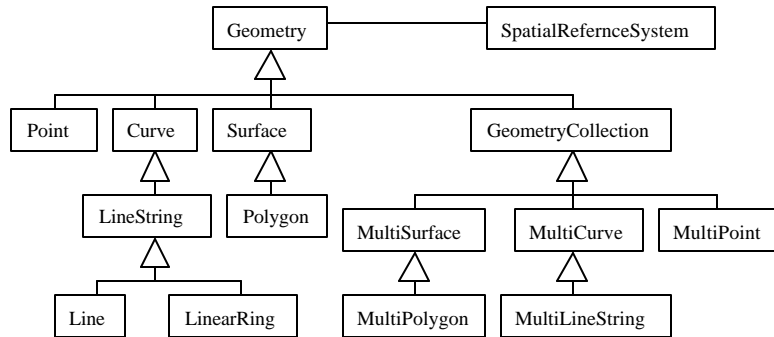 Geometry
SpatialRefernceSystem
Point
Curve
Surface
GeometryCollection
LineString
Polygon
MultiSurface
MultiCurve
MultiPoint
Line
LinearRing
MultiPolygon
MultiLineString